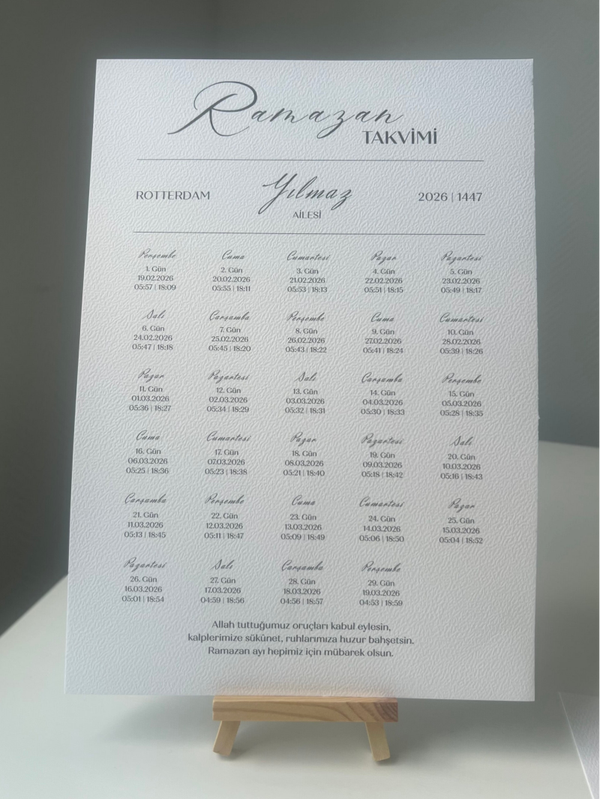 Ramazan
TAKVİMİ
ROTTERDAM
Yılmaz
AİLESİ
2026 | 1447
Perşembe Cuma Cumartesi Pazar Pazartesi
1. Gün 2. Gün 3. Gün 4. Gün 5. Gün
19.02.2026 20.02.2026 21.02.2026 22.02.2026 23.02.2026
05:57 | 18:09 05:55 | 18:11 05:53 | 18:13 05:51 | 18:15 05:49 | 18:17
Salı Çarşamba Perşembe Cuma Cumartesi
6. Gün 7. Gün 8. Gün 9. Gün 10. Gün
24.02.2026 25.02.2026 26.02.2026 27.02.2026 28.02.2026
05:47 | 18:18 05:45 | 18:20 05:43 | 18:22 05:41 | 18:24 05:39 | 18:26
Pazar Pazartesi Salı Çarşamba Perşembe
11. Gün 12. Gün 13. Gün 14. Gün 15. Gün
01.03.2026 02.03.2026 03.03.2026 04.03.2026 05.03.2026
05:36 | 18:27 05:34 | 18:29 05:32 | 18:31 05:30 | 18:33 05:28 | 18:35
Cuma Cumartesi Pazar Pazartesi Salı
16. Gün 17. Gün 18. Gün 19. Gün 20. Gün
06.03.2026 07.03.2026 08.03.2026 09.03.2026 10.03.2026
05:25 | 18:36 05:23 | 18:38 05:21 | 18:40 05:18 | 18:42 05:16 | 18:43
Çarşamba Perşembe Cuma Cumartesi Pazar
21. Gün 22. Gün 23. Gün 24. Gün 25. Gün
11.03.2026 12.03.2026 13.03.2026 14.03.2026 15.03.2026
05:13 | 18:45 05:11 | 18:47 05:09 | 18:49 05:06 | 18:50 05:04 | 18:52
Pazartesi Salı Çarşamba Perşembe
26. Gün 27. Gün 28. Gün 29. Gün
16.03.2026 17.03.2026 18.03.2026 19.03.2026
05:01 | 18:54 04:59 | 18:56 04:56 | 18:57 04:53 | 18:59
Allah tuttuğumuz oruçları kabul eylesin,
kalplerimize sükûnet, ruhlarımıza huzur bahşetsin.
Ramazan ayı hepimiz için mübarek olsun.